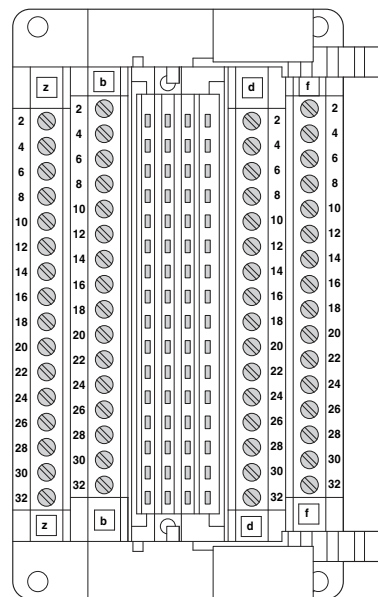 z b d f
2 2 2 2
4 4 4 4
6 6 6 6
8 8 8 8
10 10 10 10
12 12 12 12
14 14 14 14
16 16 16 16
18 18 18 18
20 20 20 20
22 22 22 22
24 24 24 24
26 26 26 26
28 28 28 28
30 30 30 30
32 32 32 32
z b d f